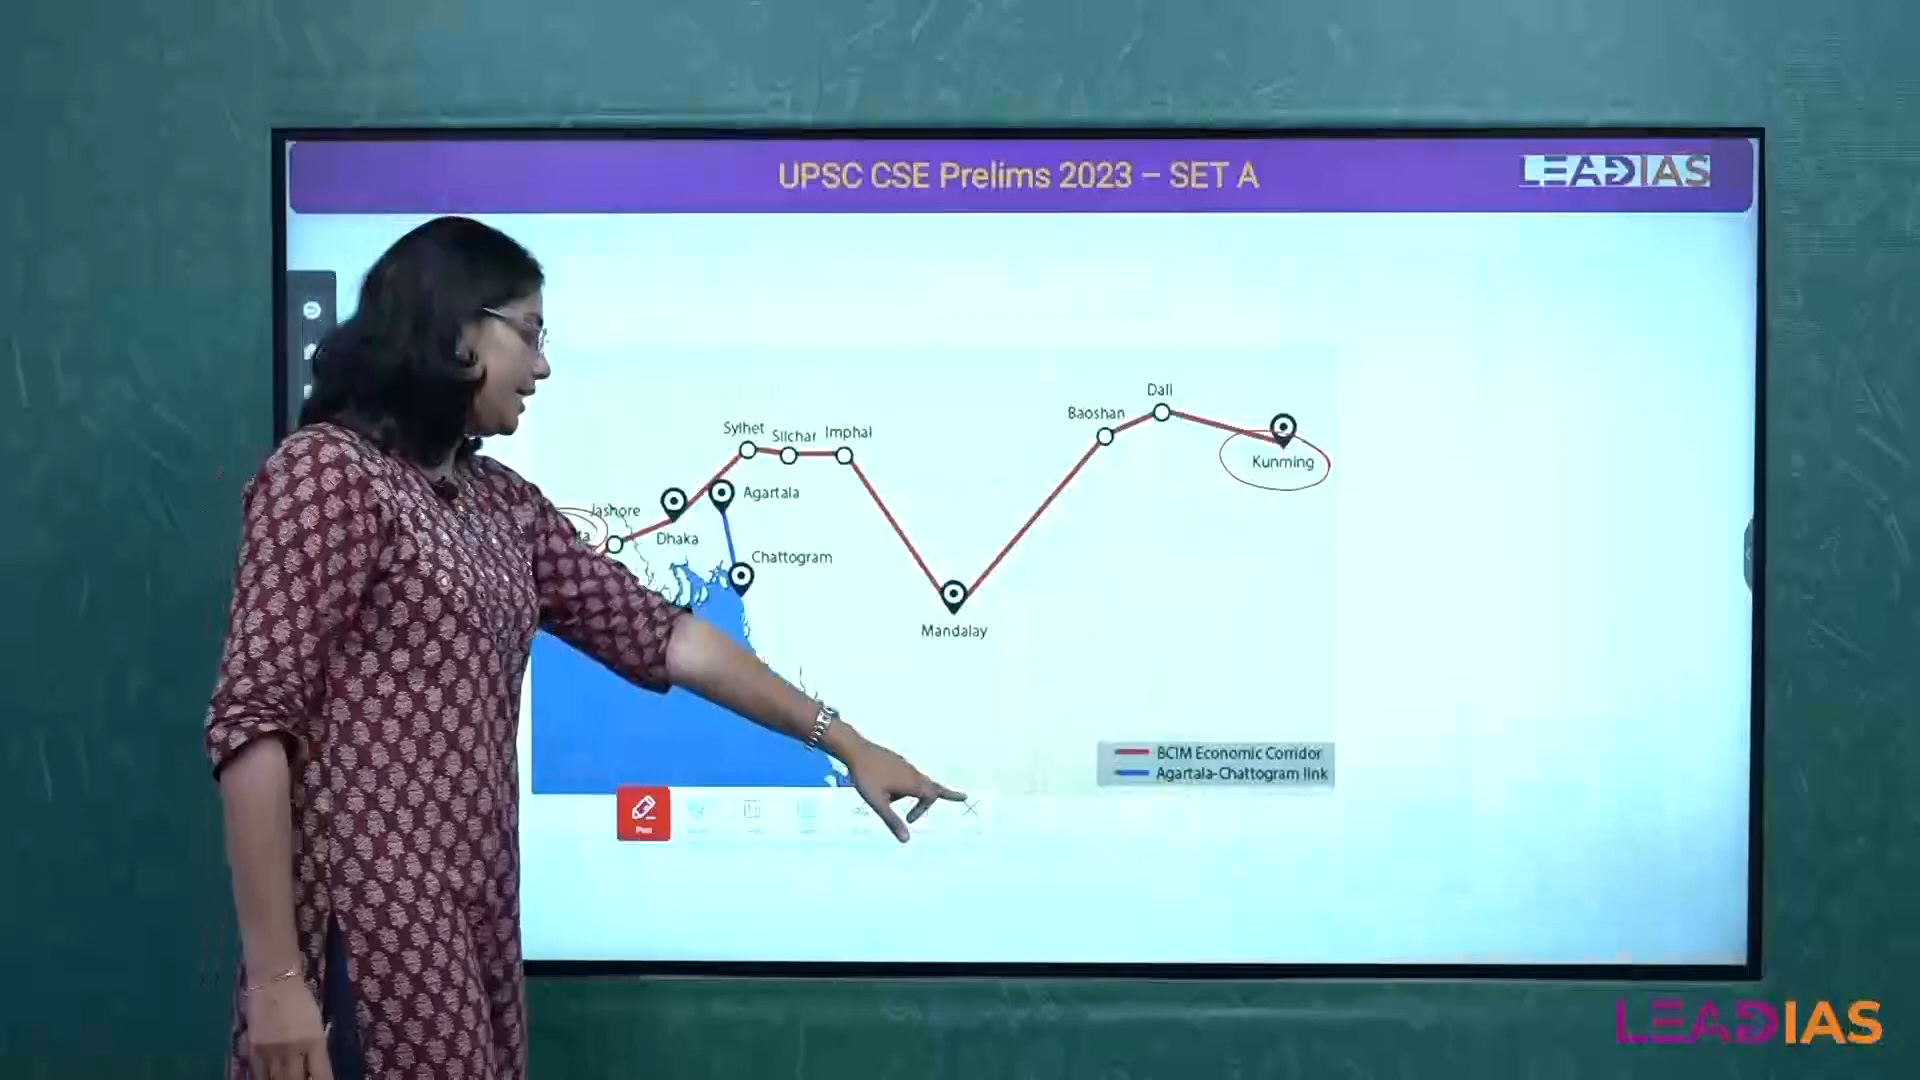 UPSC CSE Prelims 2023 – SET A
LEADIAS
Dali
Baoshan
Sylhet
Silchar
Imphal
Kunming
Agartala
Jashore
Dhaka
Chattogram
Mandalay
BCIM Economic Corridor
Agartala-Chattogram link
LEADIAS